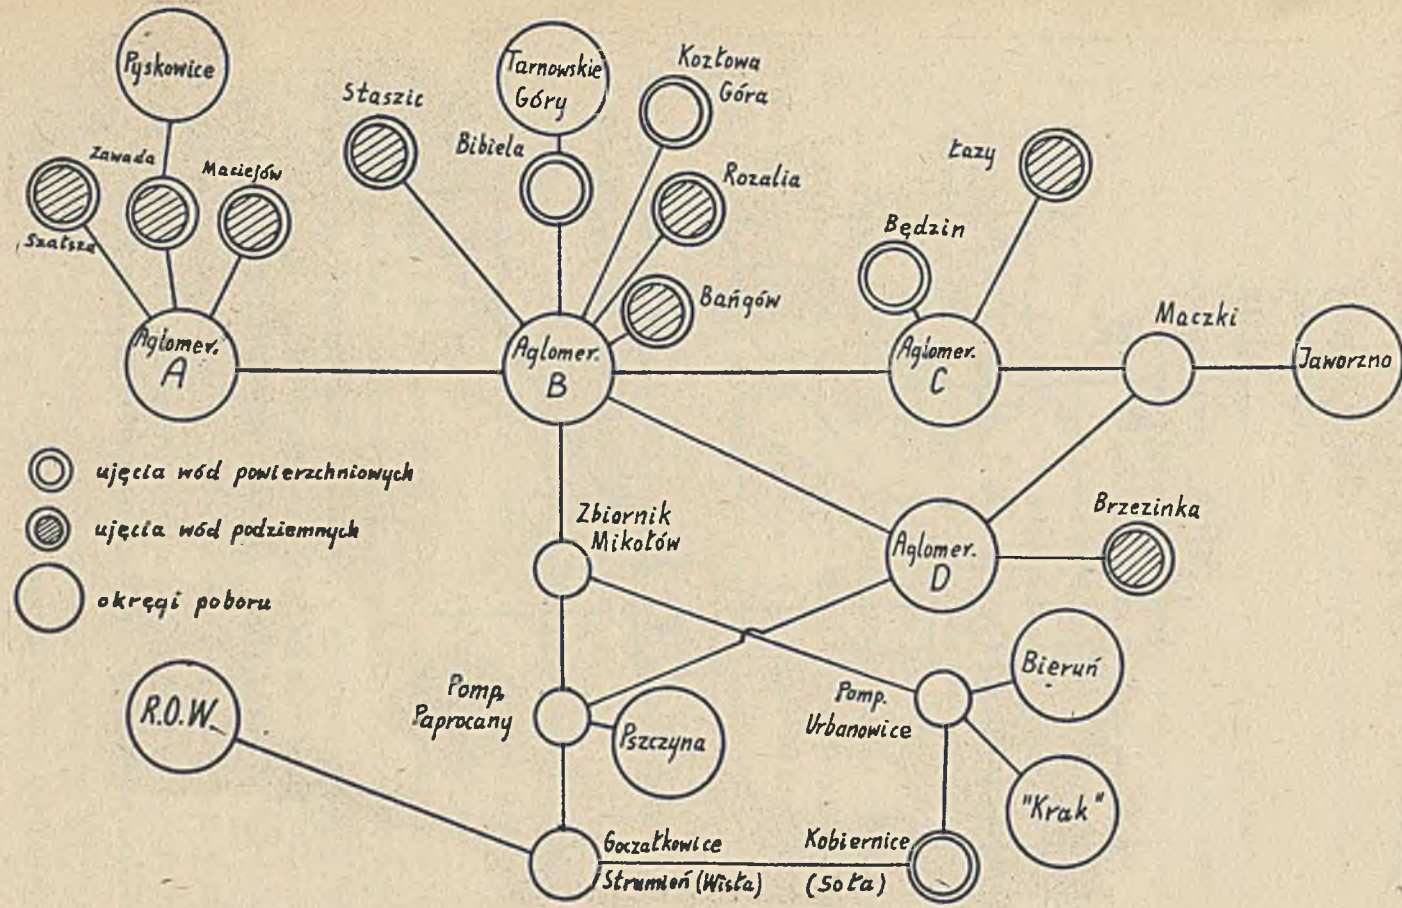 Pyskowice
Zawada
Szałsza
Maciejów
Staszic
Tarnowskie
Góry
Bibiela
Kozłowa
Góra
Rozalia
Bańgów
Łazy
Będzin
Maczki
Jaworzno
Aglomer.
A
Aglomer.
B
Aglomer.
C
ujęcia wód powierzchniowych
ujęcia wód podziemnych
okręgi poboru
Zbiornik
Mikołów
Aglomer.
D
Brzezinka
R.O.W.
Pomp.
Paprocany
Pszczyna
Pomp.
Urbanowice
Bieruń
"Krak"
Goczałkowice
Strumień (Wisła)
Kobiernice
(Soła)